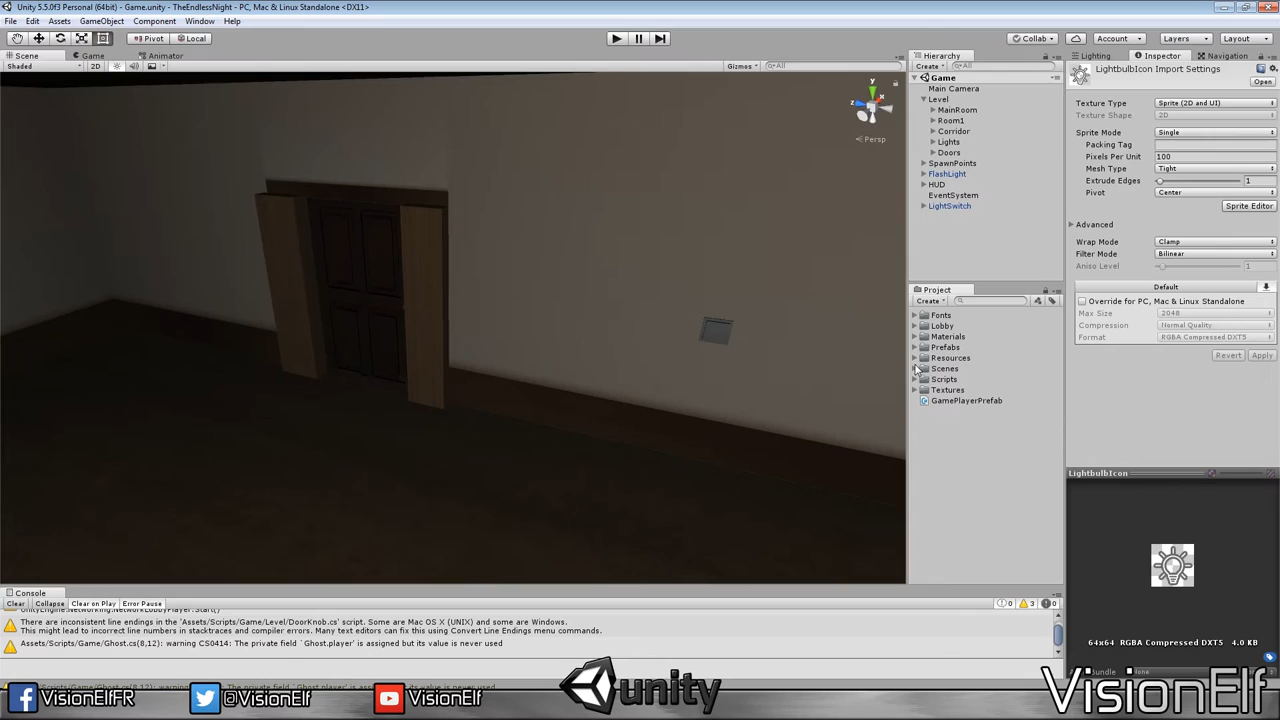 Unity 5.5.0f3 Personal (64bit) - Game.unity - TheEndlessNight - PC, Mac & Linux Standalone <DX11>
File Edit Assets GameObject Component Window Help
Pivot Local Collab Account Layers Layout
Scene Game Animator
Shaded 2D Gizmos All
y
x
z
Persp
Hierarchy
Create All
Game
Main Camera
Level
MainRoom
Room1
Corridor
Lights
Doors
SpawnPoints
FlashLight
HUD
EventSystem
LightSwitch
Project
Create
Fonts
Lobby
Materials
Prefabs
Resources
Scenes
Scripts
Textures
GamePlayerPrefab
Lighting Inspector Navigation
LightbulbIcon Import Settings
Open
Texture Type Sprite (2D and UI)
Texture Shape 2D
Sprite Mode Single
Packing Tag
Pixels Per Unit 100
Mesh Type Tight
Extrude Edges 1
Pivot Center
Sprite Editor
Advanced
Wrap Mode Clamp
Filter Mode Bilinear
Aniso Level 1
Default
Override for PC, Mac & Linux Standalone
Max Size 2048
Compression Normal Quality
Format RGBA Compressed DXT5
Revert Apply
LightbulbIcon
64x64 RGBA Compressed DXT5 4.0 KB
Console
Clear Collapse Clear on Play Error Pause 0 3 0
UnityEngine.Networking.NetworkLobbyPlayer:Start()
There are inconsistent line endings in the 'Assets/Scripts/Game/Level/DoorKnob.cs' script. Some are Mac OS X (UNIX) and some are Windows.
This might lead to incorrect line numbers in stacktraces and compiler errors. Many text editors can fix this using Convert Line Endings menu commands.
Assets/Scripts/Game/Ghost.cs(8,12): warning CS0414: The private field `Ghost.player' is assigned but its value is never used
VisionElfFR @VisionElf VisionElf unity VisionElf